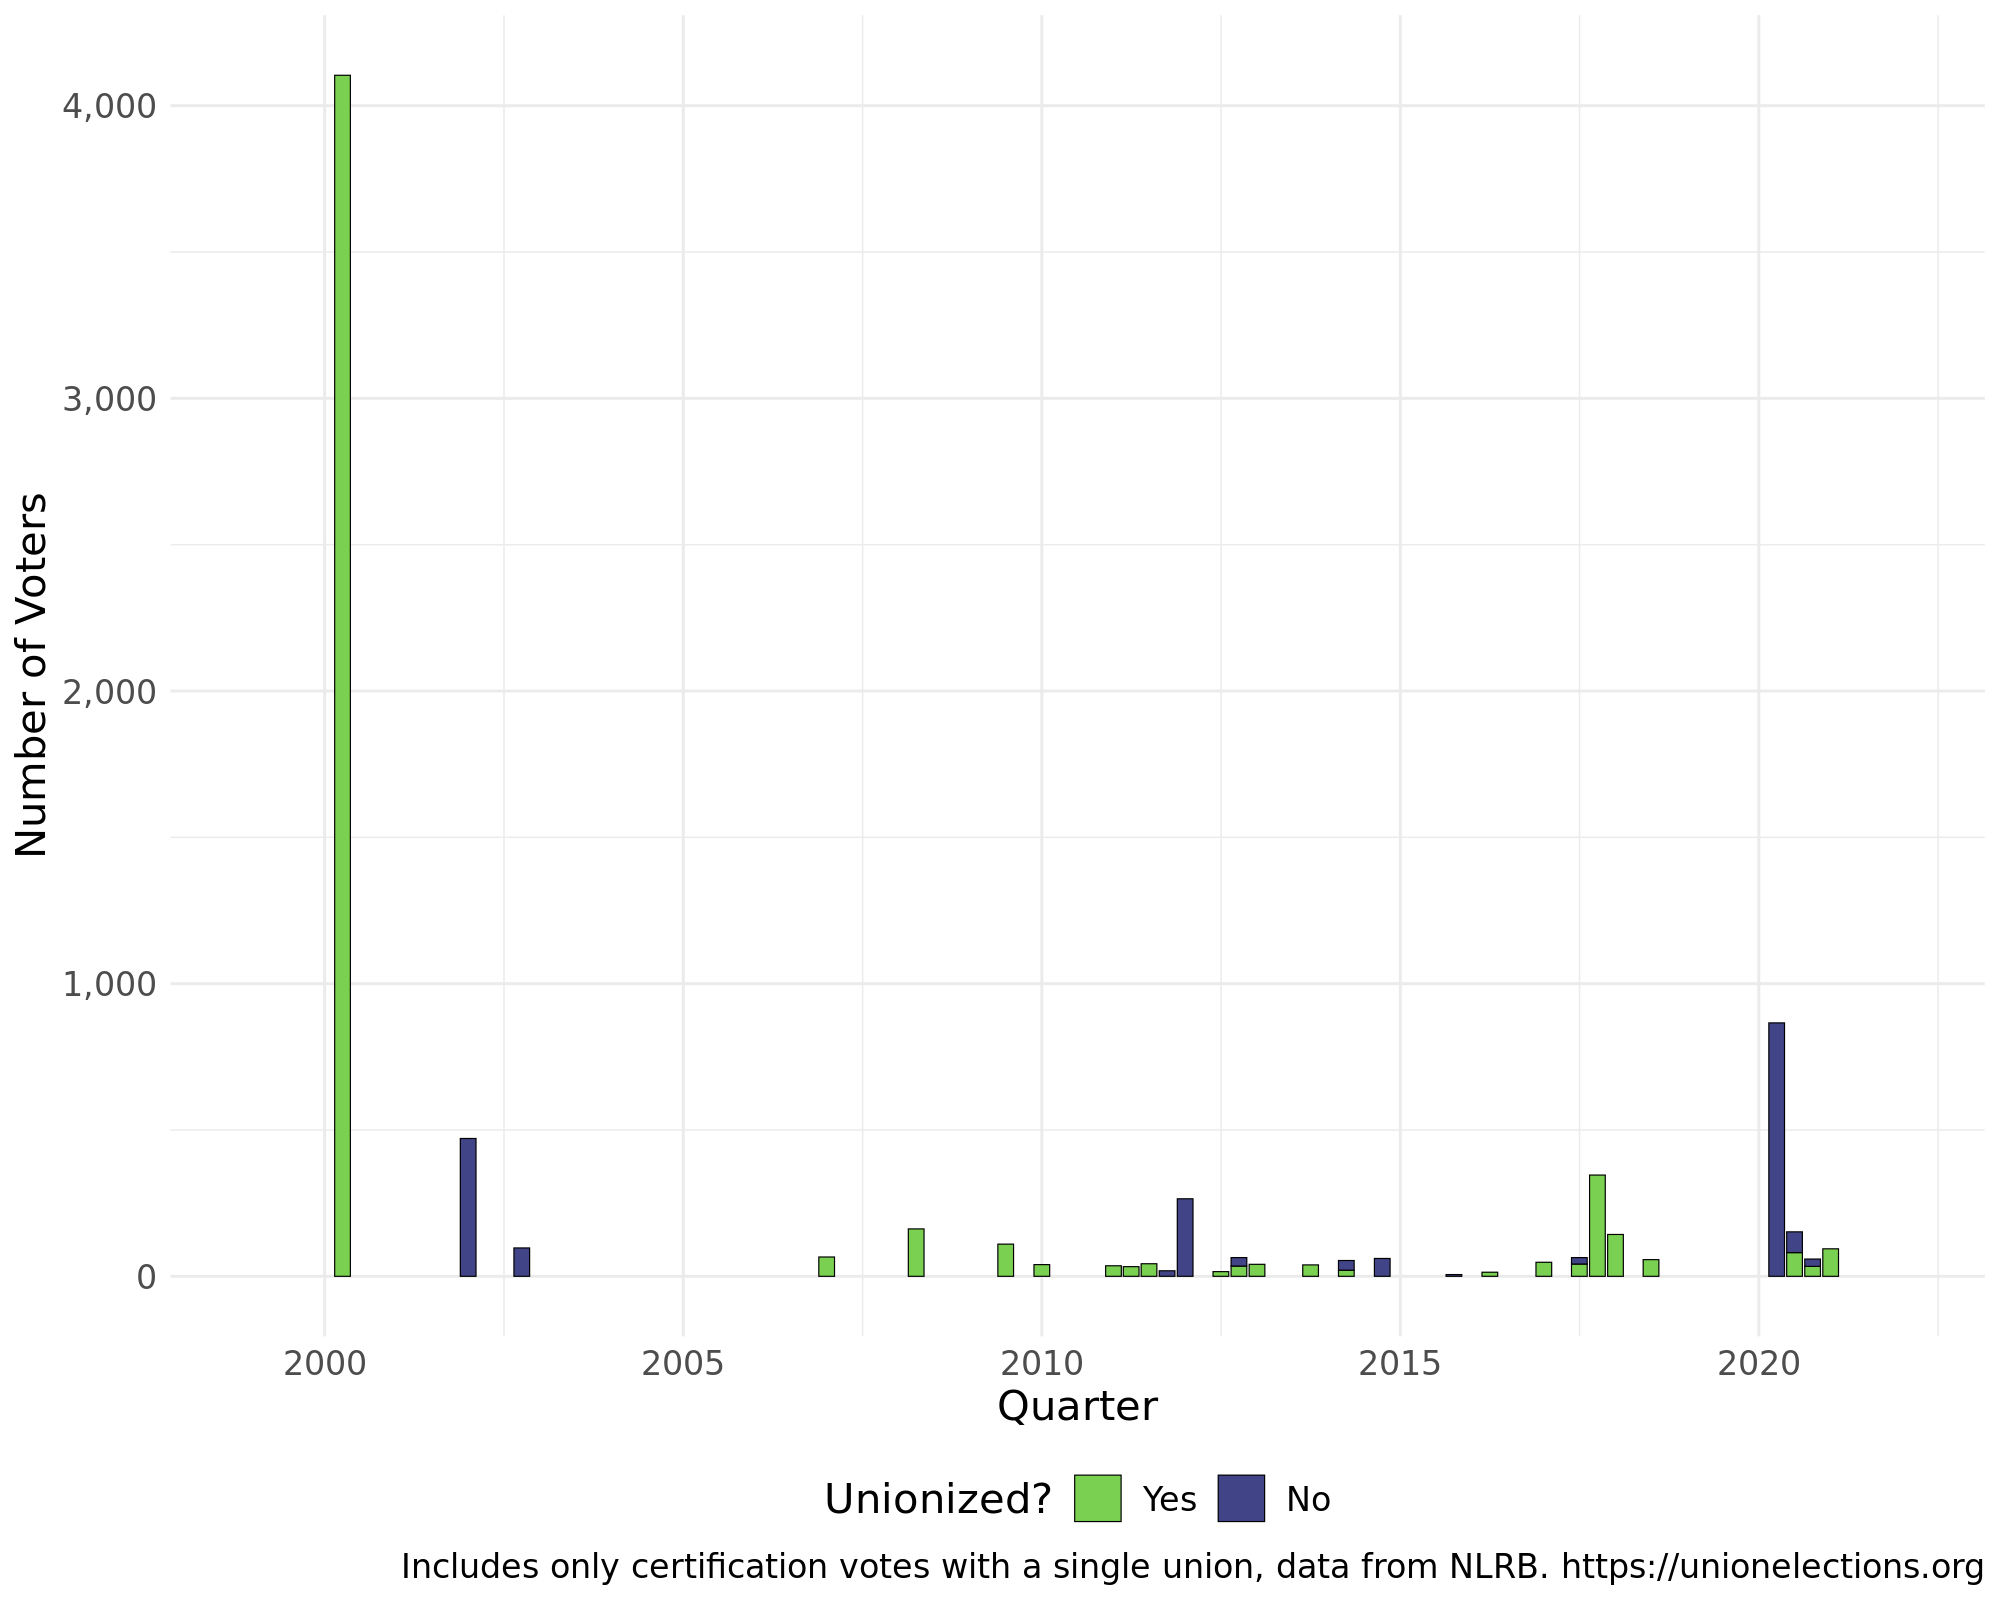 4,000
3,000
2,000
1,000
0
Number of Voters
2000 2005 2010 2015 2020
Quarter
Unionized? Yes No
Includes only certification votes with a single union, data from NLRB. https://unionelections.org